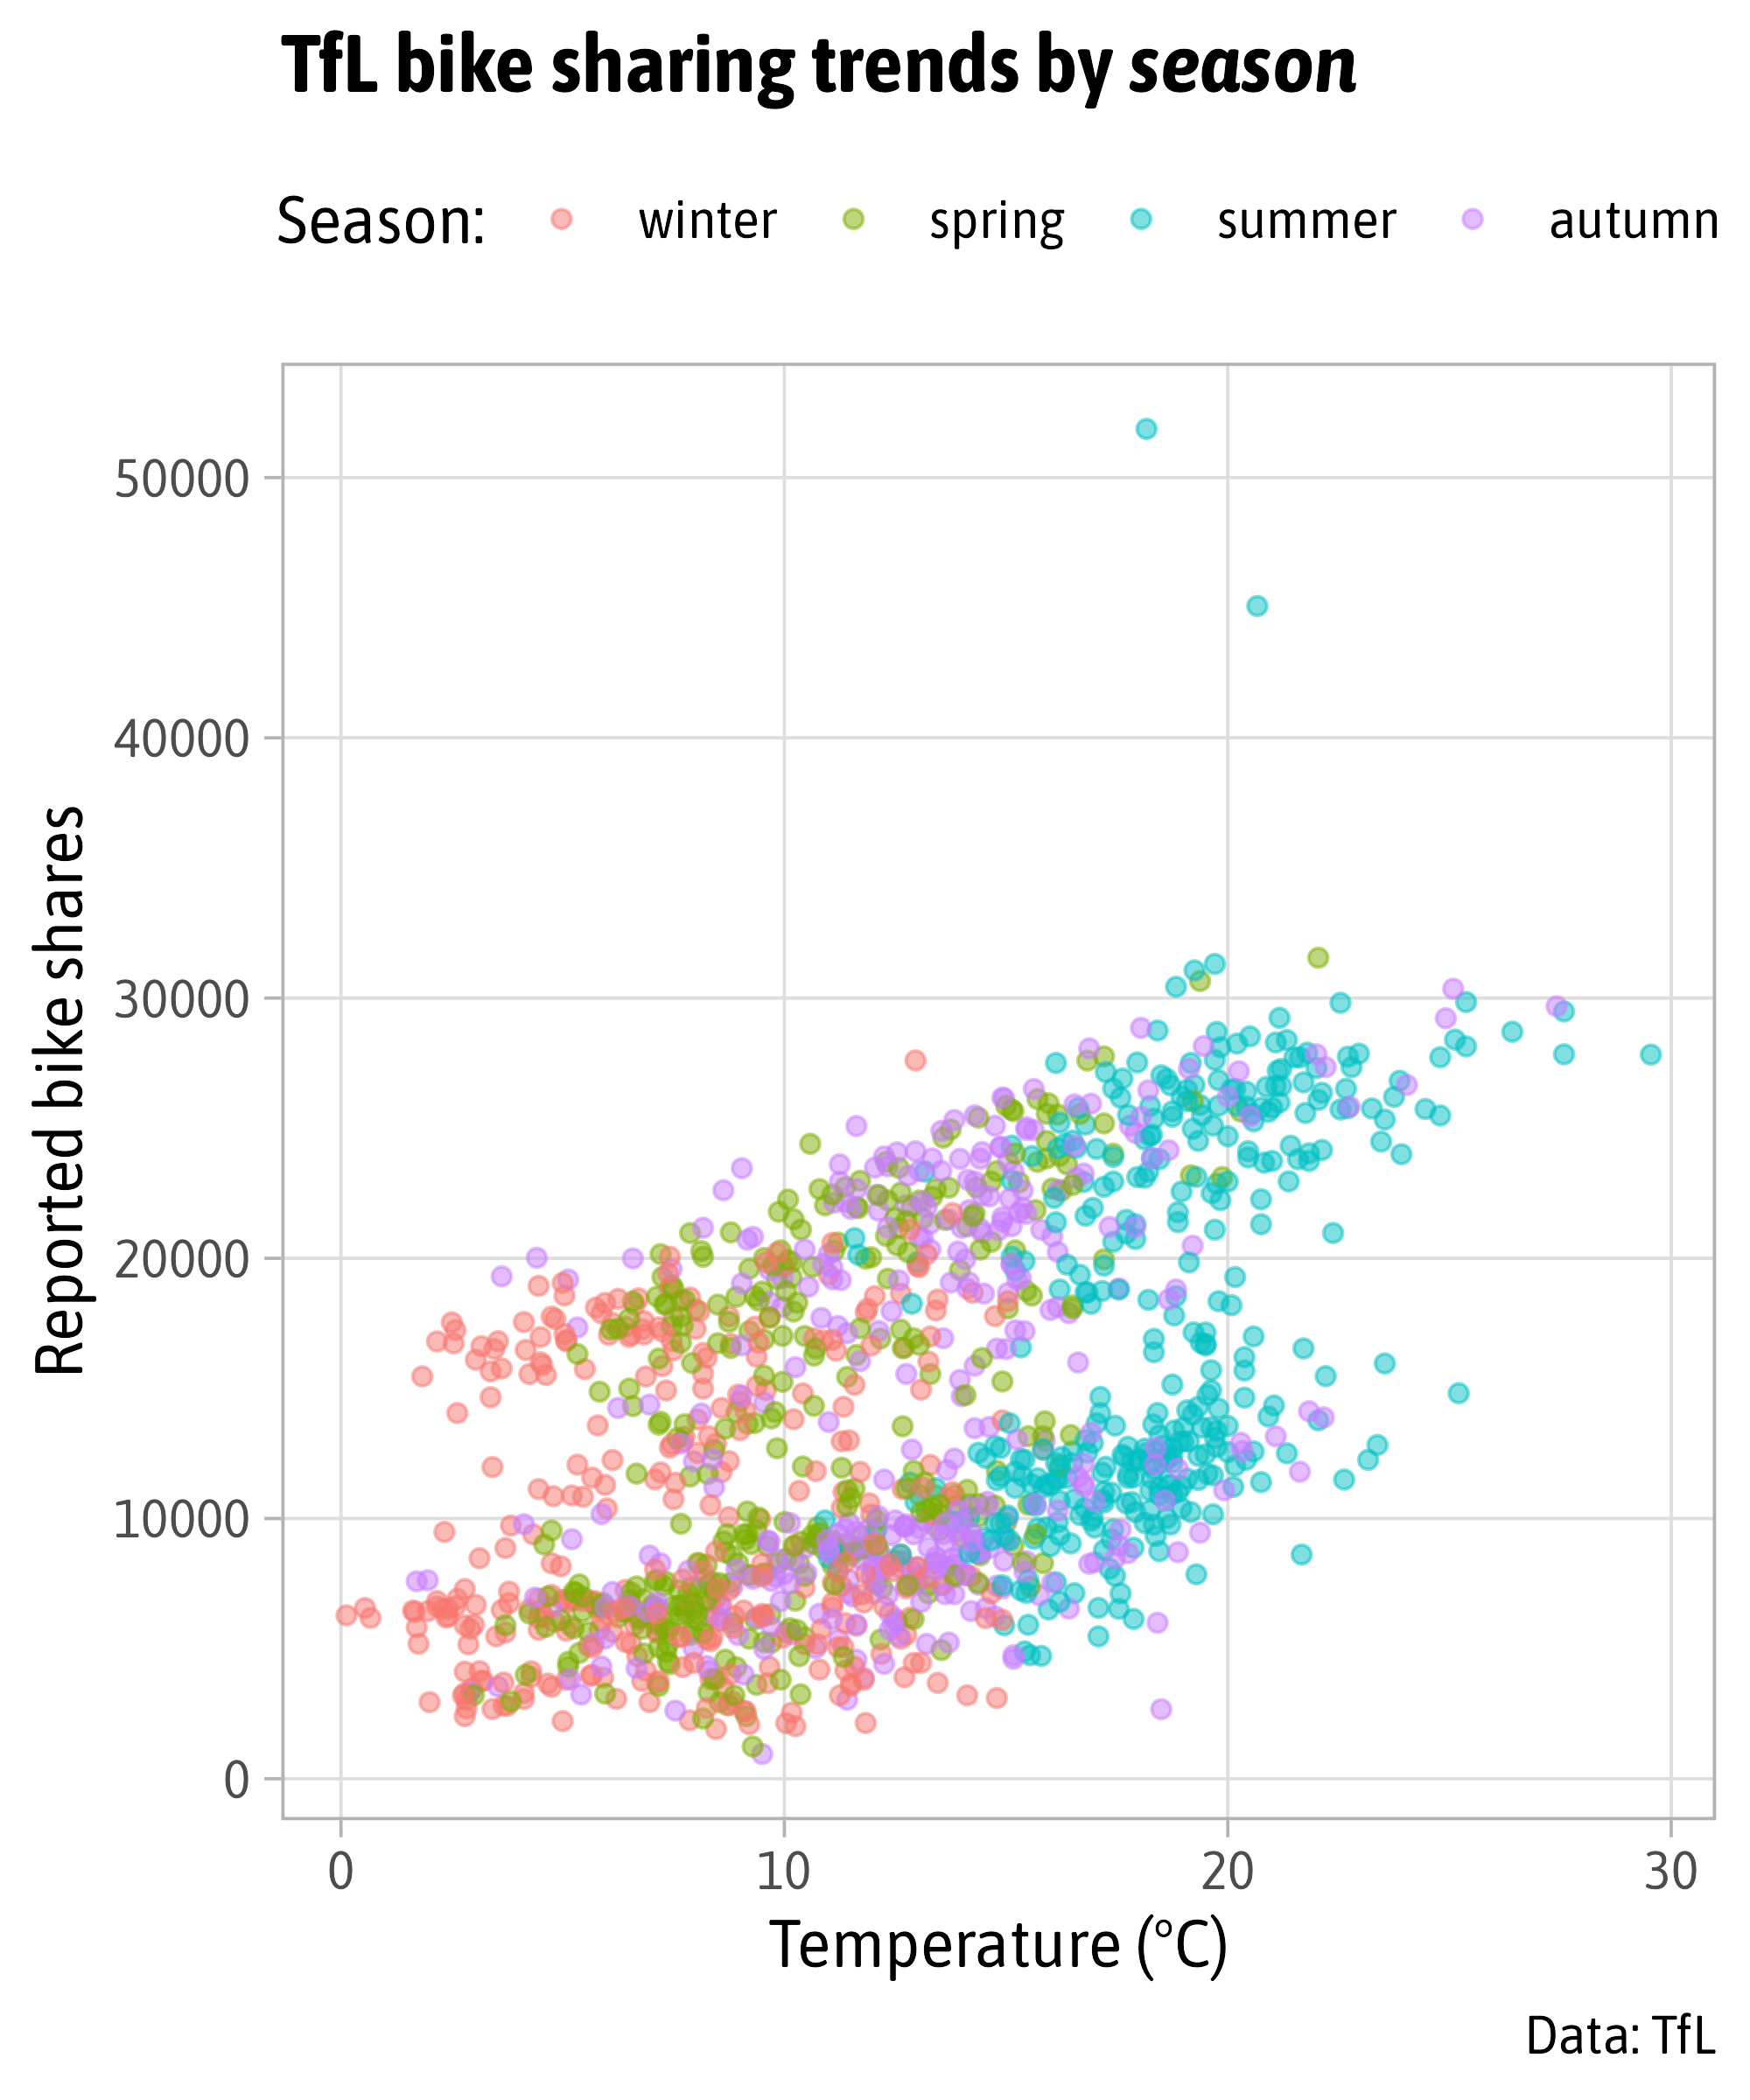 TfL bike sharing trends by season
Season: winter spring summer autumn
Reported bike shares
50000
40000
30000
20000
10000
0
0 10 20 30
Temperature (°C)
Data: TfL